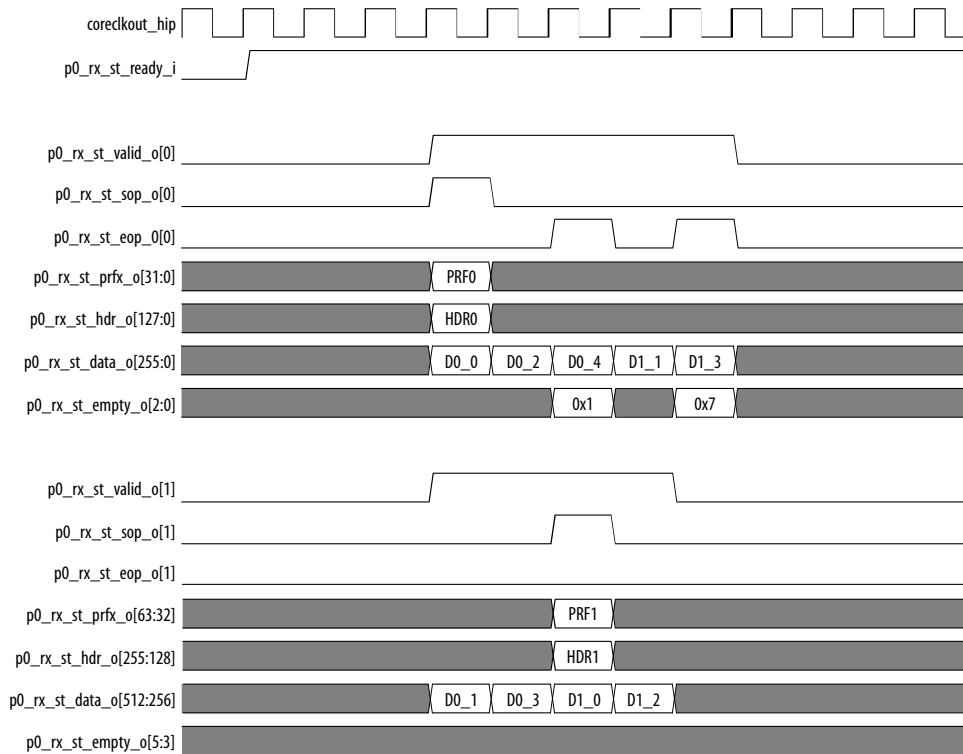 coreclkout_hip
p0_rx_st_ready_i
p0_rx_st_valid_o[0]
p0_rx_st_sop_o[0]
p0_rx_st_eop_0[0]
p0_rx_st_prfx_o[31:0] PRF0
p0_rx_st_hdr_o[127:0] HDR0
p0_rx_st_data_o[255:0] D0_0 D0_2 D0_4 D1_1 D1_3
p0_rx_st_empty_o[2:0] 0x1 0x7
p0_rx_st_valid_o[1]
p0_rx_st_sop_o[1]
p0_rx_st_eop_o[1]
p0_rx_st_prfx_o[63:32] PRF1
p0_rx_st_hdr_o[255:128] HDR1
p0_rx_st_data_o[512:256] D0_1 D0_3 D1_0 D1_2
p0_rx_st_empty_o[5:3]